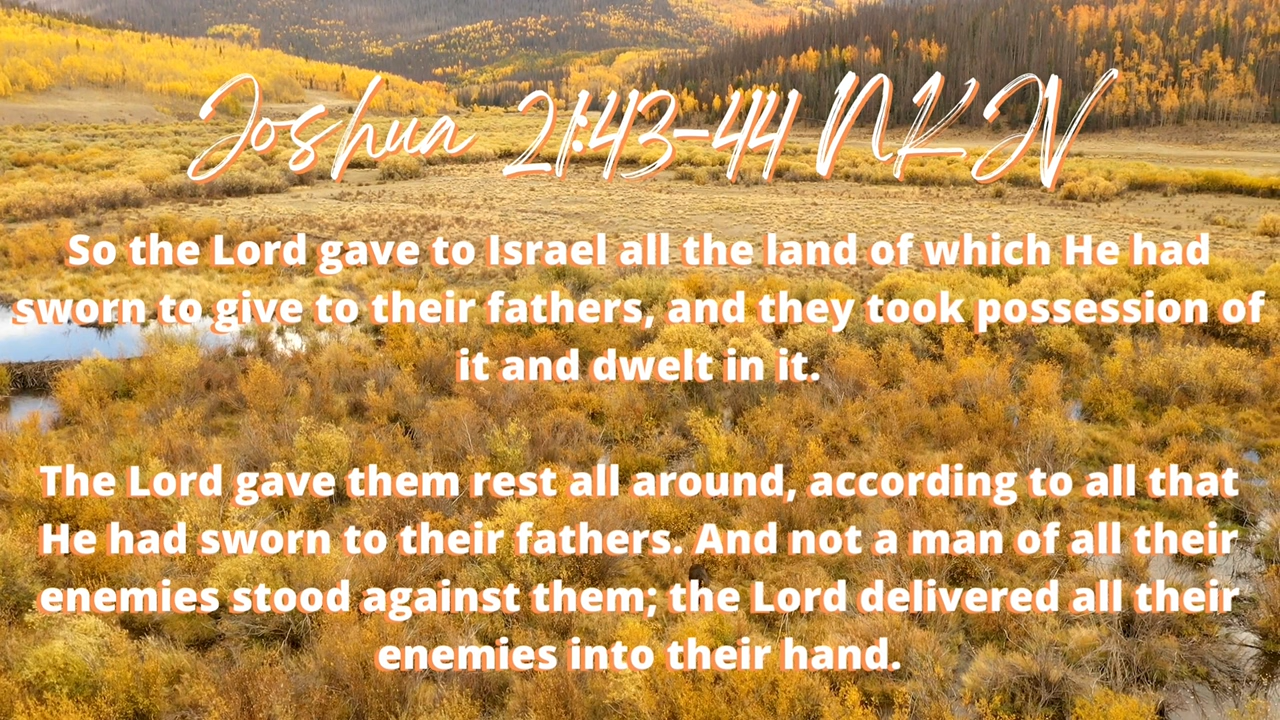 Joshua 21:43-44 NKJV
So the Lord gave to Israel all the land of which He had
sworn to give to their fathers, and they took possession of
it and dwelt in it.
The Lord gave them rest all around, according to all that
He had sworn to their fathers. And not a man of all their
enemies stood against them; the Lord delivered all their
enemies into their hand.